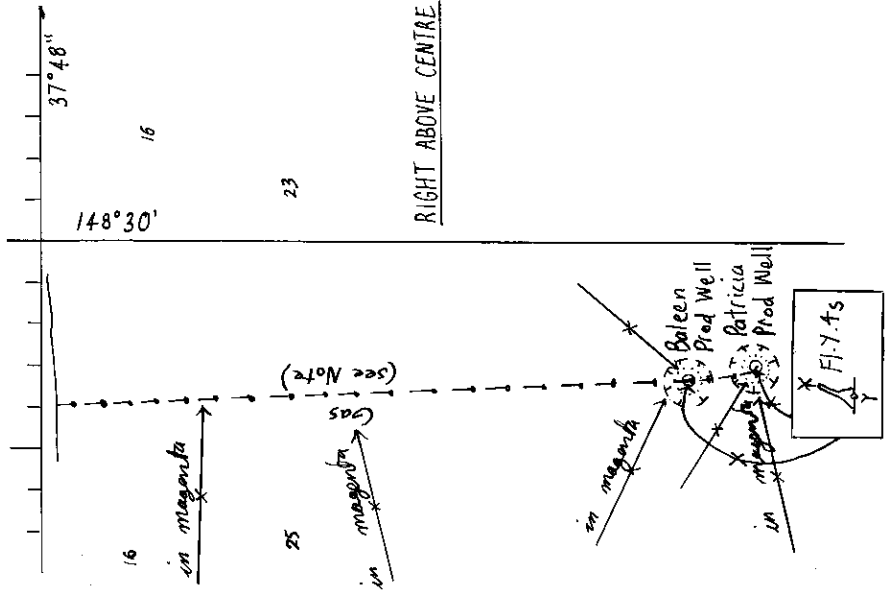 37°48"
148°30'
16
23
RIGHT ABOVE CENTRE
16
in magenta
25
in magenta
Gas
(see Note)
in magenta
Baleen
Prod Well
Patricia
Prod Well
in magenta
Fl.Y.4s
Y